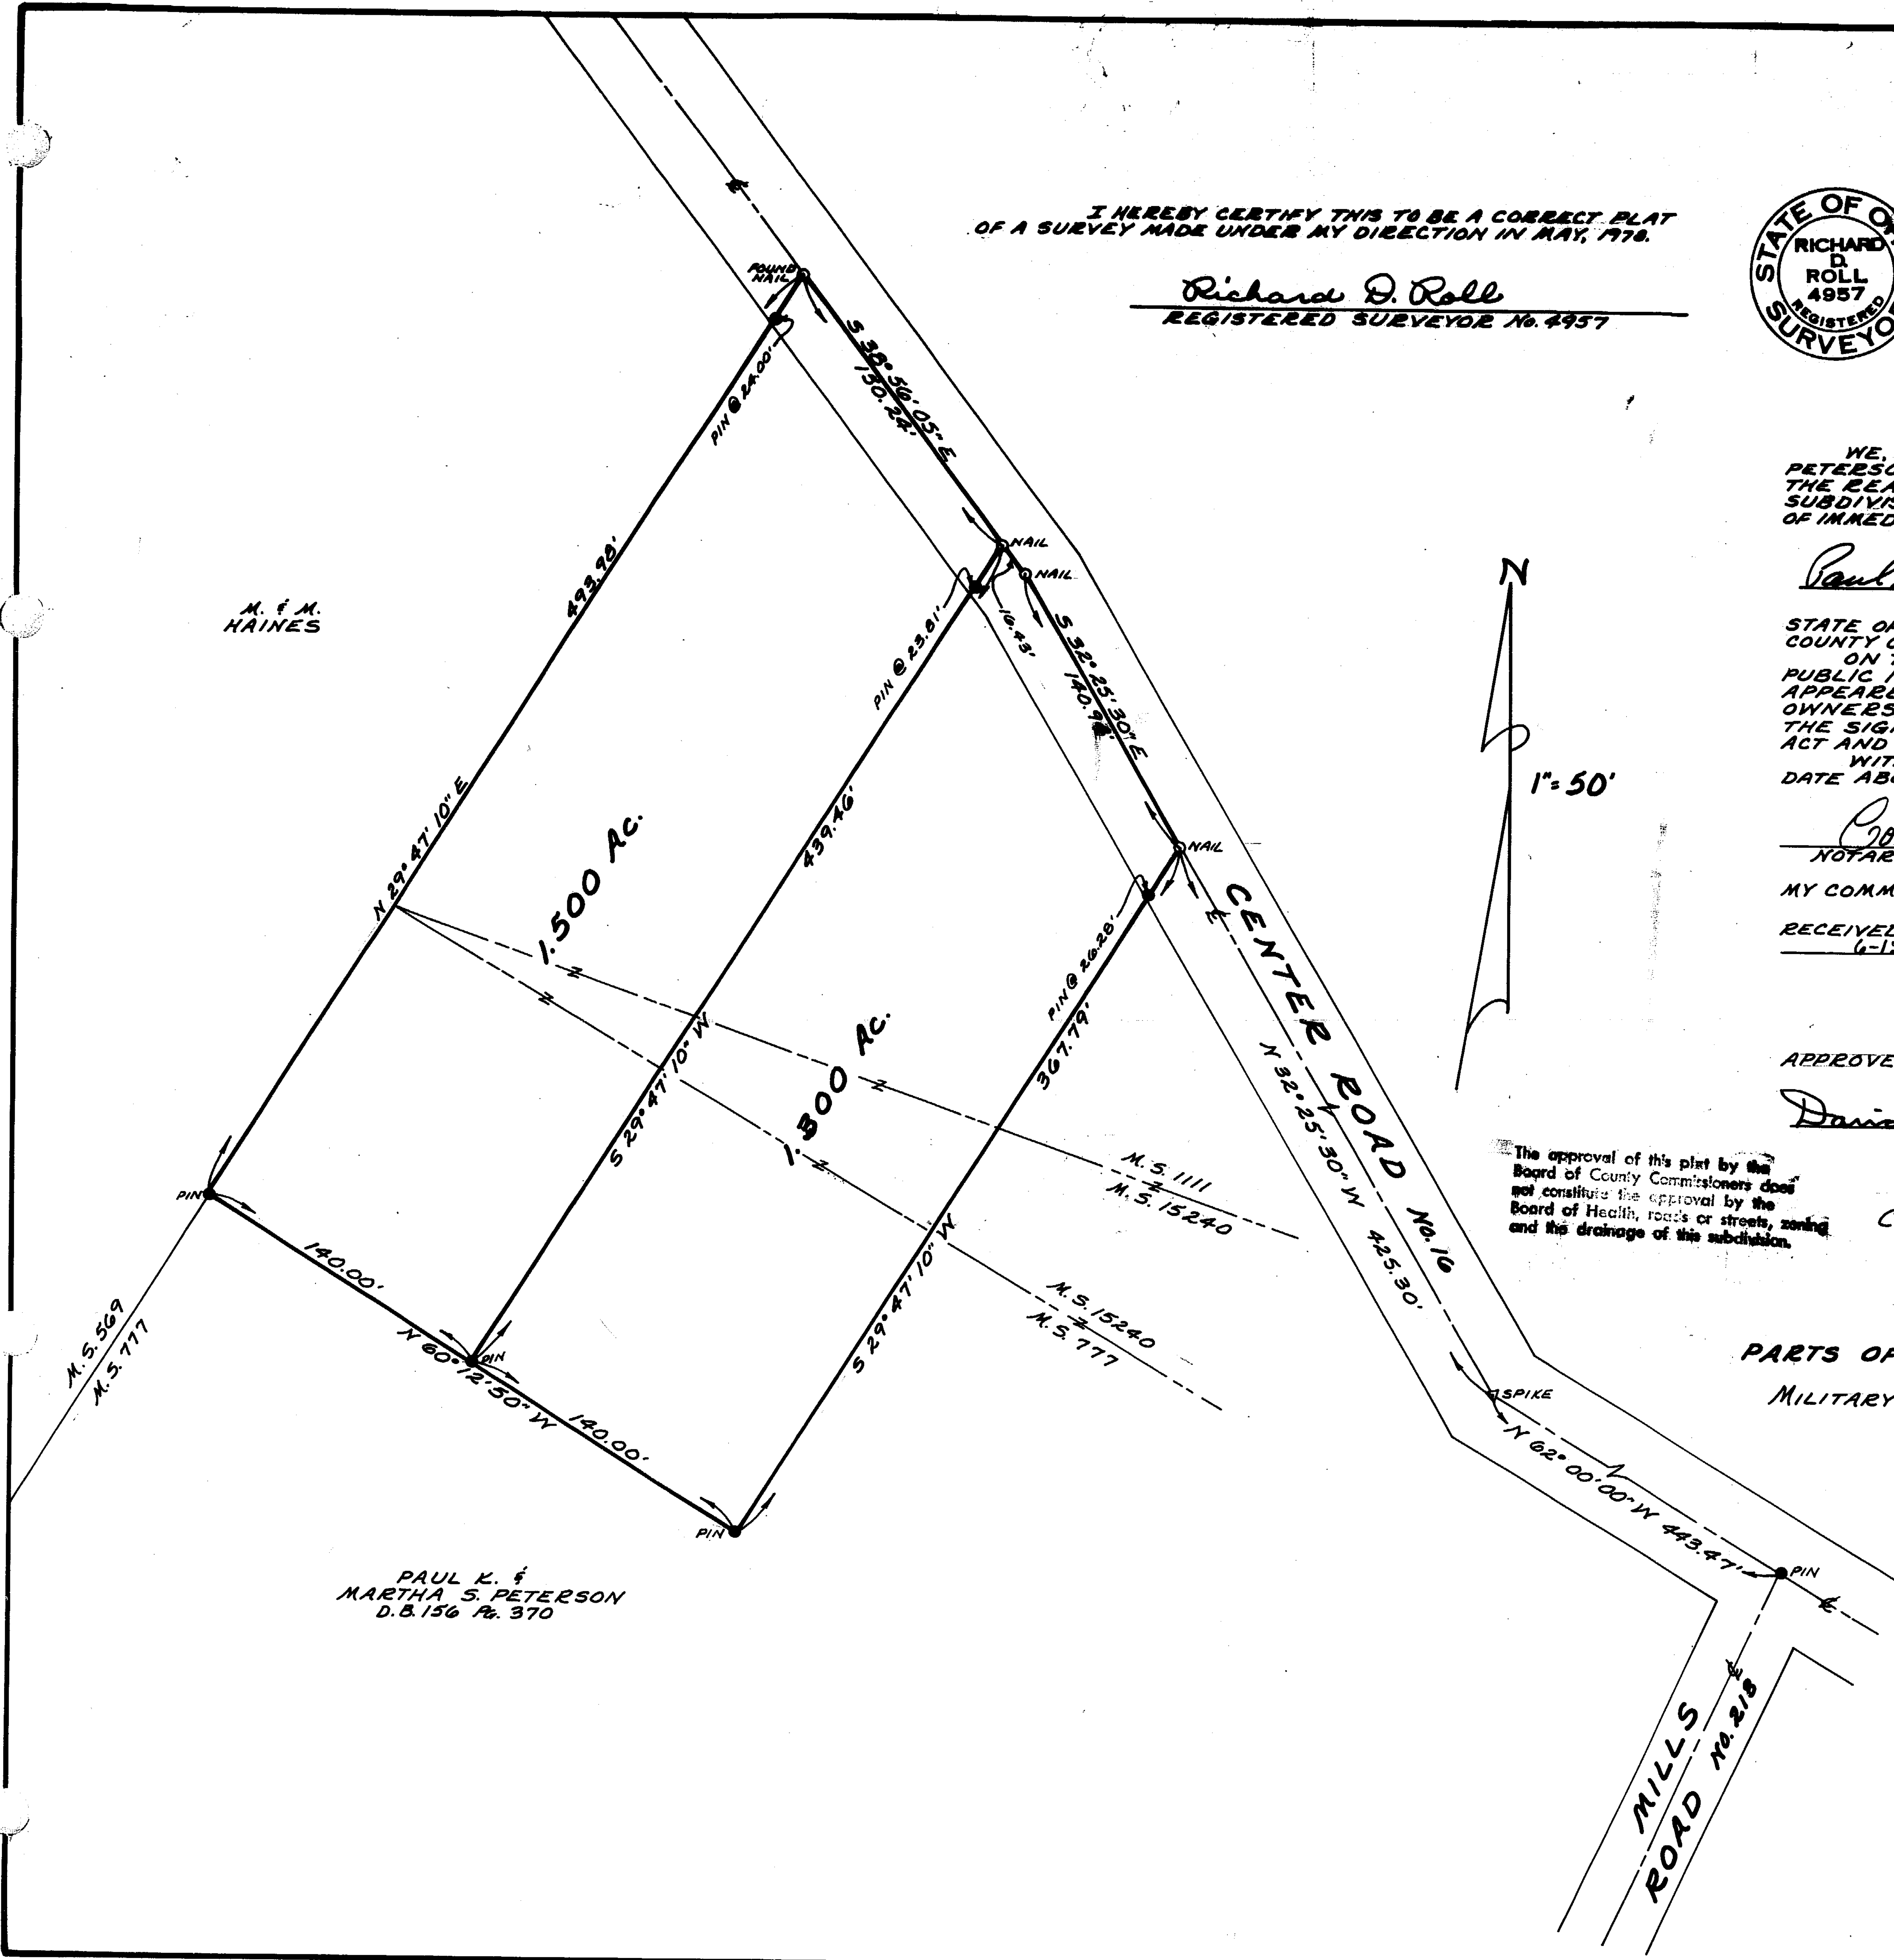 I HEREBY CERTIFY THIS TO BE A CORRECT PLAT
OF A SURVEY MADE UNDER MY DIRECTION IN MAY, 1978.
Richard D. Roll
REGISTERED SURVEYOR No. 4957
STATE OF
RICHARD
D.
ROLL
4957
REGISTERED
SURVEYO
FOUND
NAIL
PIN @ 24.00'
S 38° 56' 05" E
130.24'
NAIL
NAIL
16.43'
PIN @ 23.81'
S 32° 25' 30" E
NAIL
493.98'
M. & M.
HAINES
N 29° 47' 10" E
1.500 Ac.
439.46'
S 29° 47' 10" W
1.300 Ac.
PIN @ 26.28'
367.79'
S 29° 47' 10" W
N
1"= 50'
CENTER ROAD No. 16
N 32° 25' 30" W 425.30'
M. S. 1111
M. S. 15240
M. S. 15240
M. S. 777
PIN
140.00'
N 60° 12' 50" W
PIN
140.00'
PIN
M. S. 569
M. S. 777
PAUL K. &
MARTHA S. PETERSON
D.B. 156 PG. 370
SPIKE
N 62° 00' 00" W 443.47'
PIN
MILLS
ROAD No. 218
WE,
PETERSO
THE REA
SUBDIVIS
OF IMMED
Paul
STATE OF
COUNTY O
ON T
PUBLIC
APPEARE
OWNERS
THE SIG
ACT AND
WIT
DATE ABO
NOTAR
MY COMM
RECEIVED
APPROVE
The approval of this plat by the
Board of County Commissioners does
not constitute the approval by the
Board of Health, roads or streets, zoning
and the drainage of this subdivision.
C
PARTS OF
MILITARY